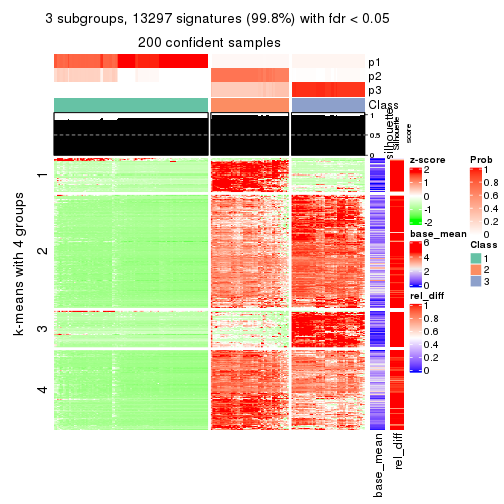 3 subgroups, 13297 signatures (99.8%) with fdr < 0.05
200 confident samples
p1
p2
p3
Class
1
0.5
0
silhouette
Silhouette
score
k-means with 4 groups
1
2
3
4
base_mean
rel_diff
z-score
2
1
0
-1
-2
base_mean
6
4
2
0
rel_diff
1
0.8
0.6
0.4
0.2
0
Prob
1
0.8
0.6
0.4
0.2
0
Class
1
2
3